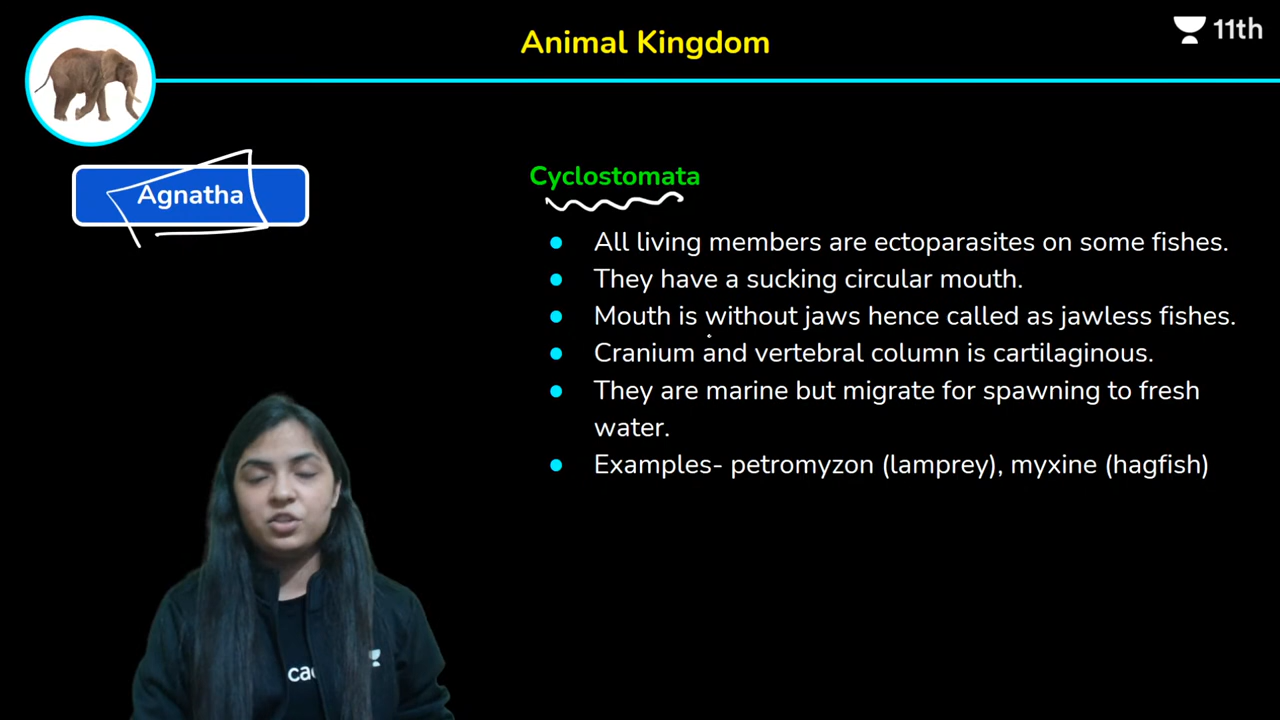 Animal Kingdom
11th
Agnatha
Cyclostomata
All living members are ectoparasites on some fishes.
They have a sucking circular mouth.
Mouth is without jaws hence called as jawless fishes.
Cranium and vertebral column is cartilaginous.
They are marine but migrate for spawning to fresh
water.
Examples- petromyzon (lamprey), myxine (hagfish)